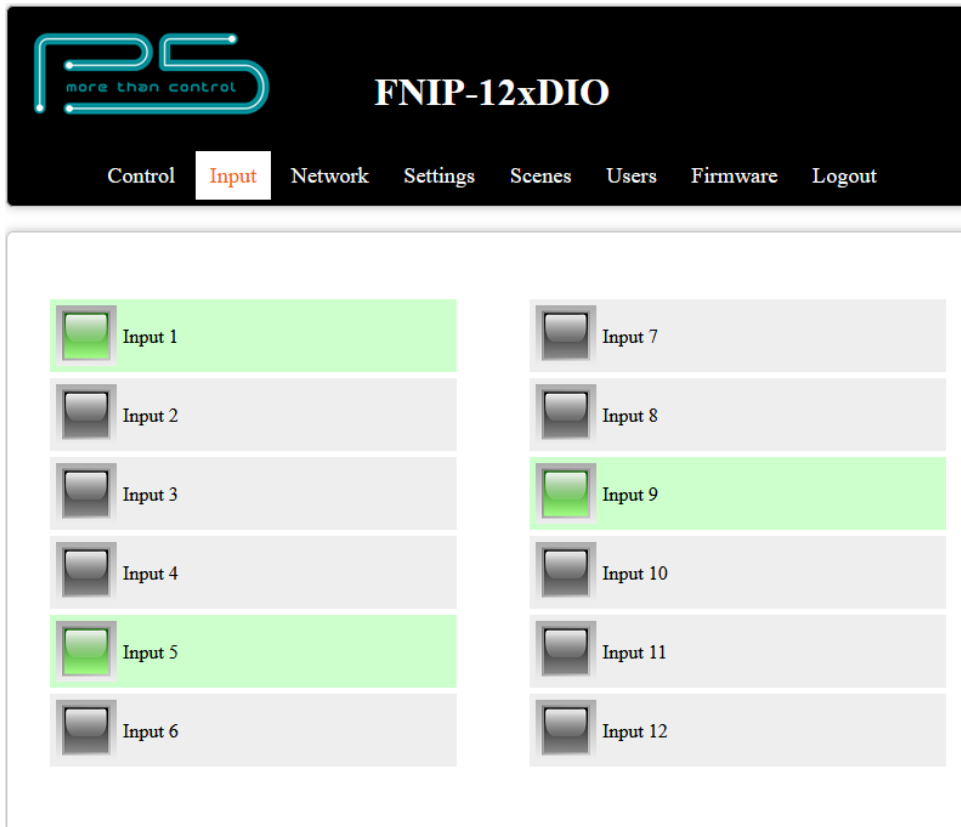 more than control
FNIP-12xDIO
Control Input Network Settings Scenes Users Firmware Logout
Input 1
Input 2
Input 3
Input 4
Input 5
Input 6
Input 7
Input 8
Input 9
Input 10
Input 11
Input 12